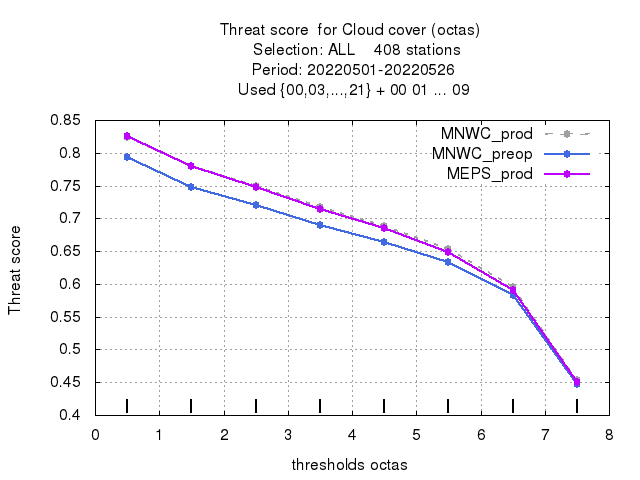 Threat score  for Cloud cover (octas)
Selection: ALL    408 stations
Period: 20220501-20220526
Used {00,03,...,21} + 00 01 ... 09
MNWC_prod
MNWC_preop
MEPS_prod
Threat score
0.85
0.8
0.75
0.7
0.65
0.6
0.55
0.5
0.45
0.4
0 1 2 3 4 5 6 7 8
thresholds octas